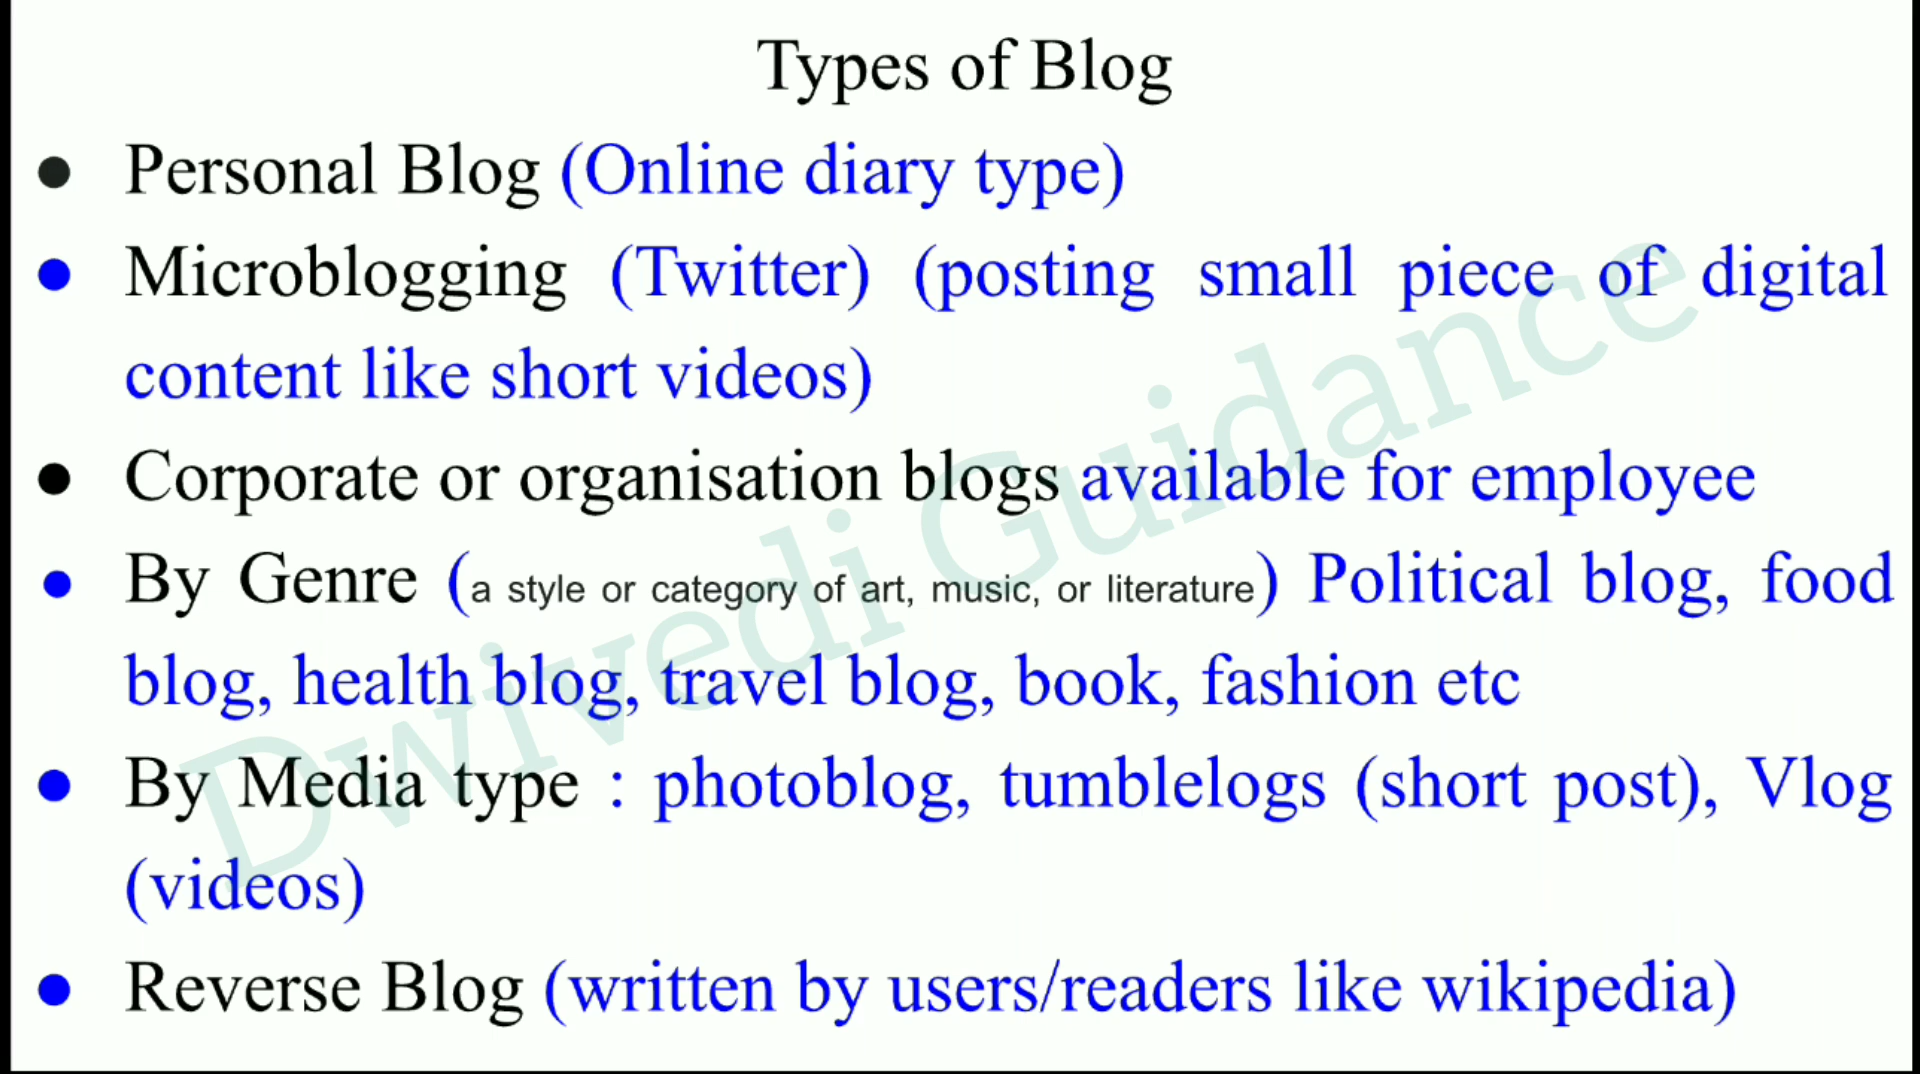 Types of Blog
● Personal Blog (Online diary type)
● Microblogging (Twitter) (posting small piece of digital
content like short videos)
● Corporate or organisation blogs available for employee
● By Genre (a style or category of art, music, or literature) Political blog, food
blog, health blog, travel blog, book, fashion etc
● By Media type : photoblog, tumblelogs (short post), Vlog
(videos)
● Reverse Blog (written by users/readers like wikipedia)
Dwivedi Guidance